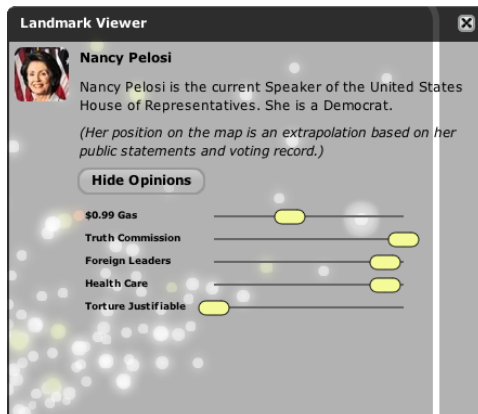 Landmark Viewer
Nancy Pelosi
Nancy Pelosi is the current Speaker of the United States
House of Representatives. She is a Democrat.
(Her position on the map is an extrapolation based on her
public statements and voting record.)
Hide Opinions
$0.99 Gas
Truth Commission
Foreign Leaders
Health Care
Torture Justifiable